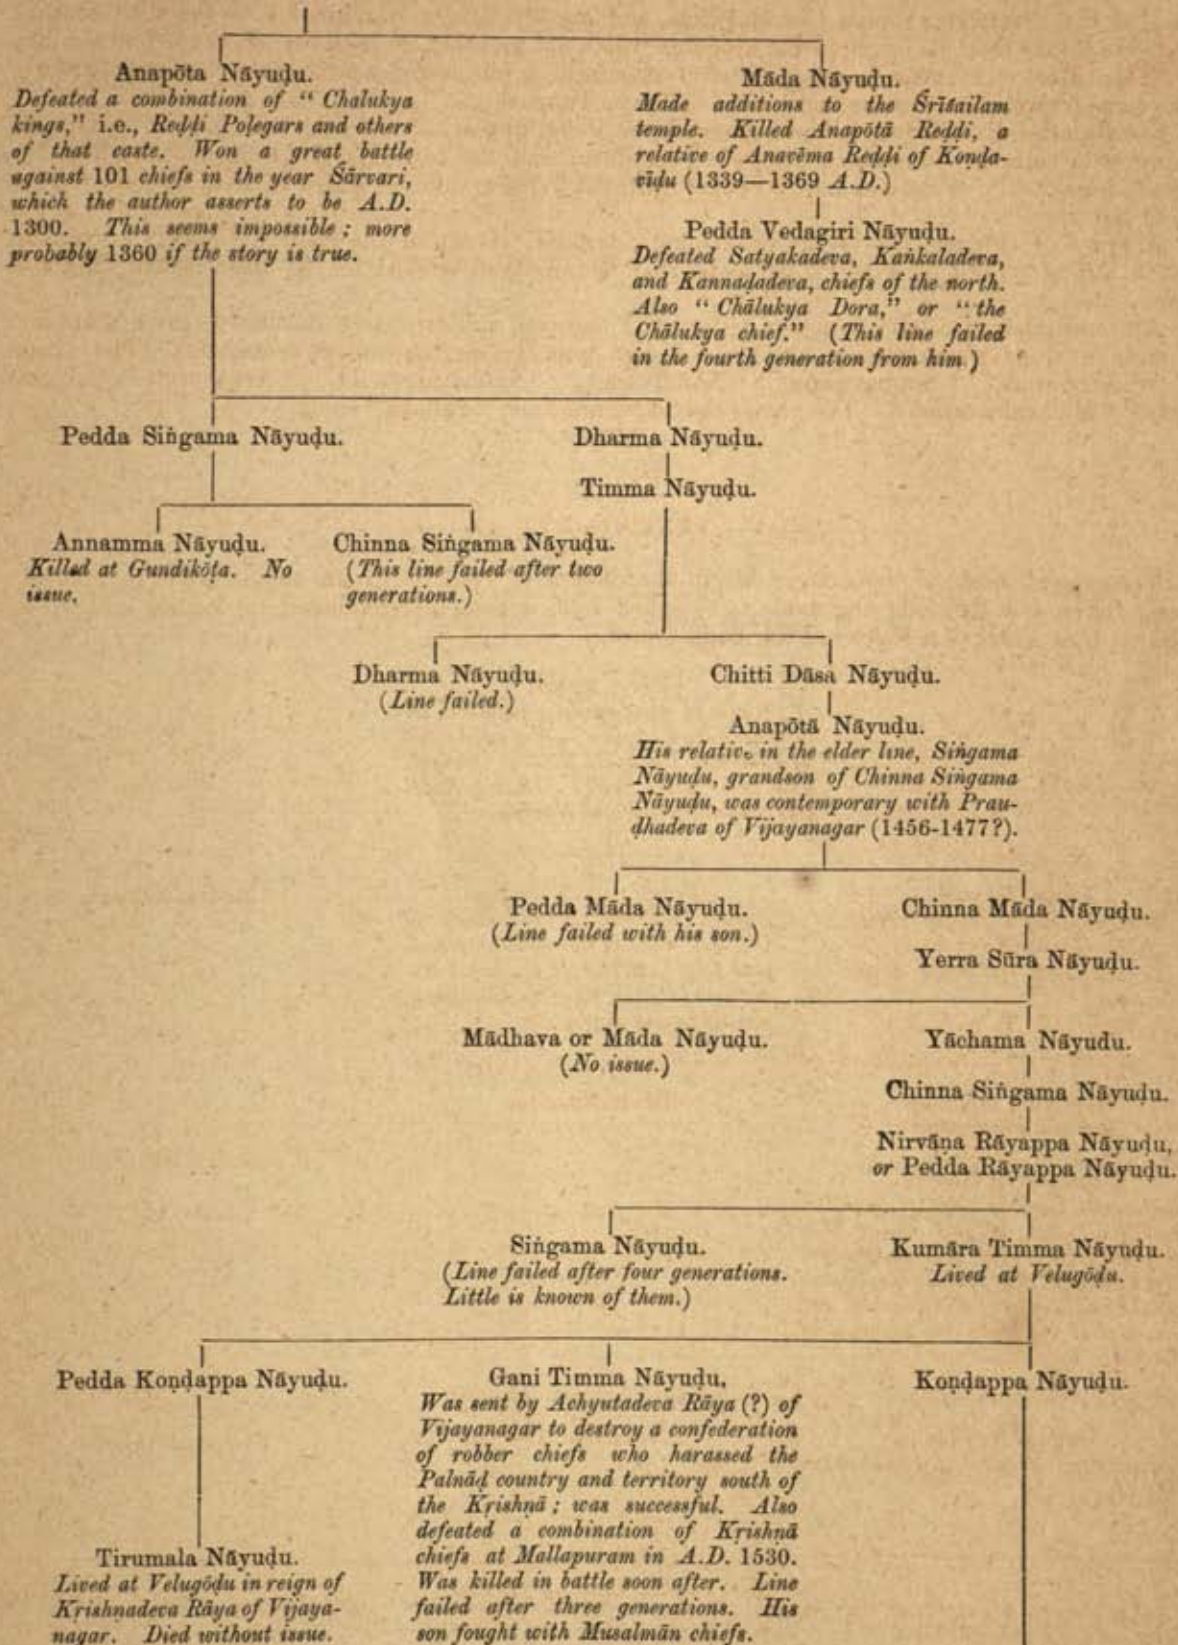 Anapōta Nāyuḍu.
Defeated a combination of “ Chalukya
kings,” i.e., Reḍḍi Poḷegars and others
of that caste. Won a great battle
against 101 chiefs in the year Śārvari,
which the author asserts to be A.D.
1300. This seems impossible ; more
probably 1360 if the story is true.
Māda Nāyuḍu.
Made additions to the Śrīśailam
temple. Killed Anapōtā Reḍḍi, a
relative of Anavēma Reḍḍi of Koṇḍa-
vīḍu (1339—1369 A.D.)
Pedda Vedagiri Nāyuḍu.
Defeated Satyakadeva, Kaṅkaladeva,
and Kannaḍadeva, chiefs of the north.
Also “ Chālukya Dora,” or “ the
Chālukya chief.” (This line failed
in the fourth generation from him.)
Pedda Siṅgama Nāyuḍu.
Dharma Nāyuḍu.
Timma Nāyuḍu.
Annamma Nāyuḍu.
Killed at Gundikōṭa. No
issue.
Chinna Siṅgama Nāyuḍu.
(This line failed after two
generations.)
Dharma Nāyuḍu.
(Line failed.)
Chitti Dāsa Nāyuḍu.
Anapōtā Nāyuḍu.
His relative in the elder line, Siṅgama
Nāyuḍu, grandson of Chinna Siṅgama
Nāyuḍu, was contemporary with Prau-
ḍhadeva of Vijayanagar (1456-1477?).
Pedda Māda Nāyuḍu.
(Line failed with his son.)
Chinna Māda Nāyuḍu.
Yerra Sūra Nāyuḍu.
Mādhava or Māda Nāyuḍu.
(No issue.)
Yāchama Nāyudu.
Chinna Siṅgama Nāyuḍu.
Nirvāṇa Rāyappa Nāyuḍu,
or Pedda Rāyappa Nāyuḍu.
Siṅgama Nāyuḍu.
(Line failed after four generations.
Little is known of them.)
Kumāra Timma Nāyuḍu.
Lived at Velugōḍu.
Pedda Koṇḍappa Nāyuḍu.
Gani Timma Nāyuḍu.
Was sent by Achyutadeva Rāya (?) of
Vijayanagar to destroy a confederation
of robber chiefs who harassed the
Palnāḍ country and territory south of
the Kṛishṇā ; was successful. Also
defeated a combination of Kṛishṇā
chiefs at Mallapuram in A.D. 1530.
Was killed in battle soon after. Line
failed after three generations. His
son fought with Musalmān chiefs.
Koṇḍappa Nāyuḍu.
Tirumala Nāyuḍu.
Lived at Velugōḍu in reign of
Kṛishṇadeva Rāya of Vijaya-
nagar. Died without issue.